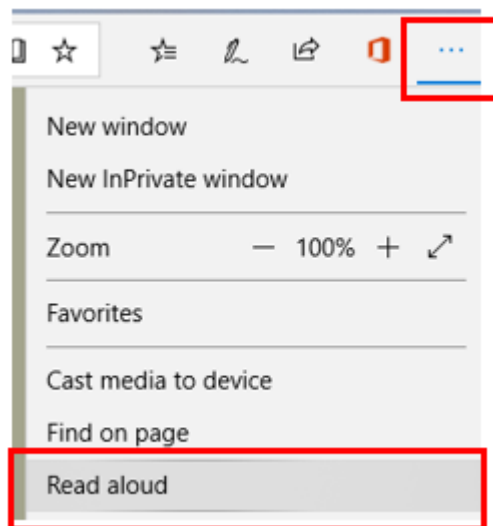 New window
New InPrivate window
Zoom — 100% +
Favorites
Cast media to device
Find on page
Read aloud